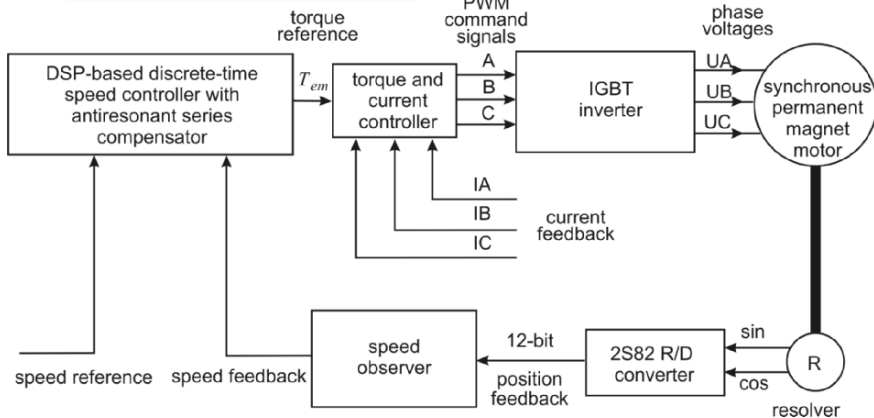 torque
reference
PWM
command
signals
phase
voltages
DSP-based discrete-time
speed controller with
antiresonant series
compensator
Tem
torque and
current
controller
A
B
C
IGBT
inverter
UA
UB
UC
synchronous
permanent
magnet
motor
IA
IB
IC
current
feedback
speed reference
speed feedback
speed
observer
12-bit
position
feedback
2S82 R/D
converter
sin
cos
R
resolver